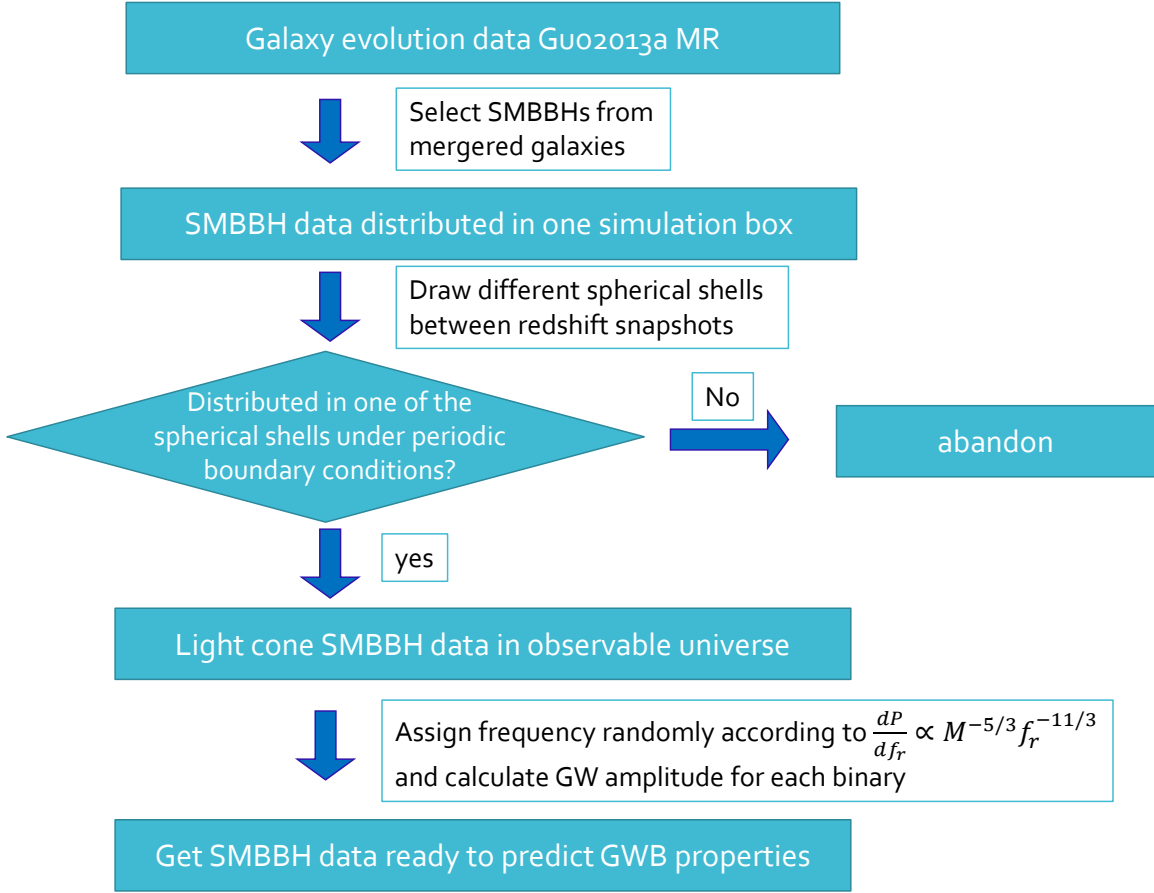 Galaxy evolution data Guo2013a MR
Select SMBBHs from
mergered galaxies
SMBBH data distributed in one simulation box
Draw different spherical shells
between redshift snapshots
Distributed in one of the
spherical shells under periodic
boundary conditions?
No
abandon
yes
Light cone SMBBH data in observable universe
Assign frequency randomly according to $\frac{dP}{df_r} \propto M^{-5/3} f_r^{-11/3}$
and calculate GW amplitude for each binary
Get SMBBH data ready to predict GWB properties